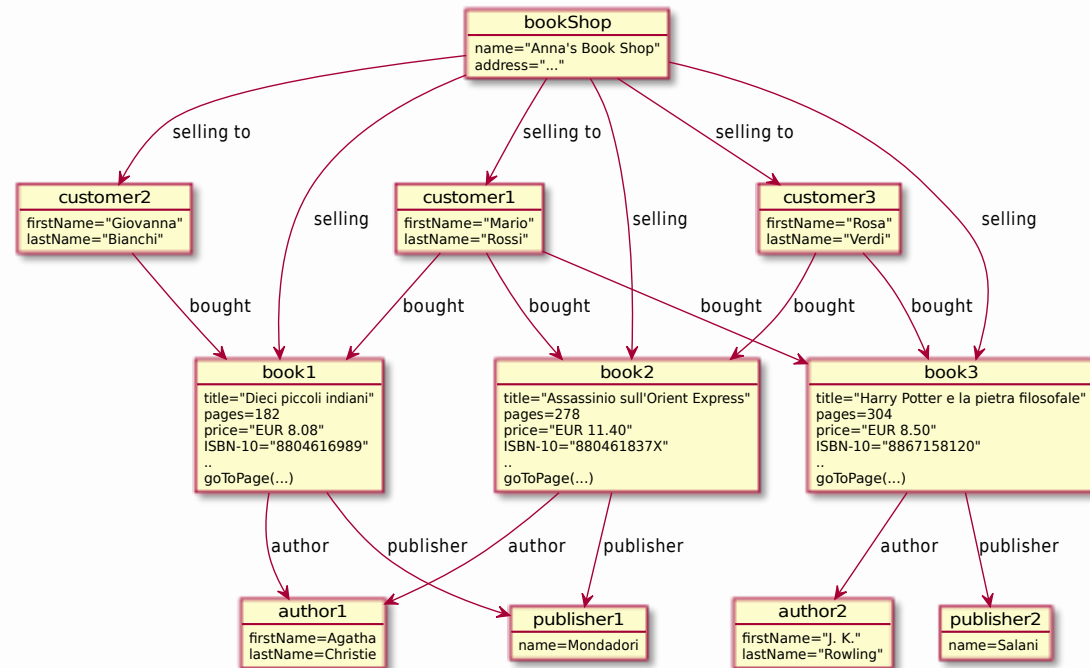 bookShop
name="Anna's Book Shop"
address="..."
selling to
selling to
selling to
customer2
firstName="Giovanna"
lastName="Bianchi"
selling
customer1
firstName="Mario"
lastName="Rossi"
selling
customer3
firstName="Rosa"
lastName="Verdi"
selling
bought
bought
bought
bought
bought
bought
book1
title="Dieci piccoli indiani"
pages=182
price="EUR 8.08"
ISBN-10="8804616989"
..
goToPage(...)
book2
title="Assassinio sull'Orient Express"
pages=278
price="EUR 11.40"
ISBN-10="880461837X"
..
goToPage(...)
book3
title="Harry Potter e la pietra filosofale"
pages=304
price="EUR 8.50"
ISBN-10="8867158120"
..
goToPage(...)
author
publisher
author
publisher
author
publisher
author1
firstName=Agatha
lastName=Christie
publisher1
name=Mondadori
author2
firstName="J. K."
lastName="Rowling"
publisher2
name=Salani